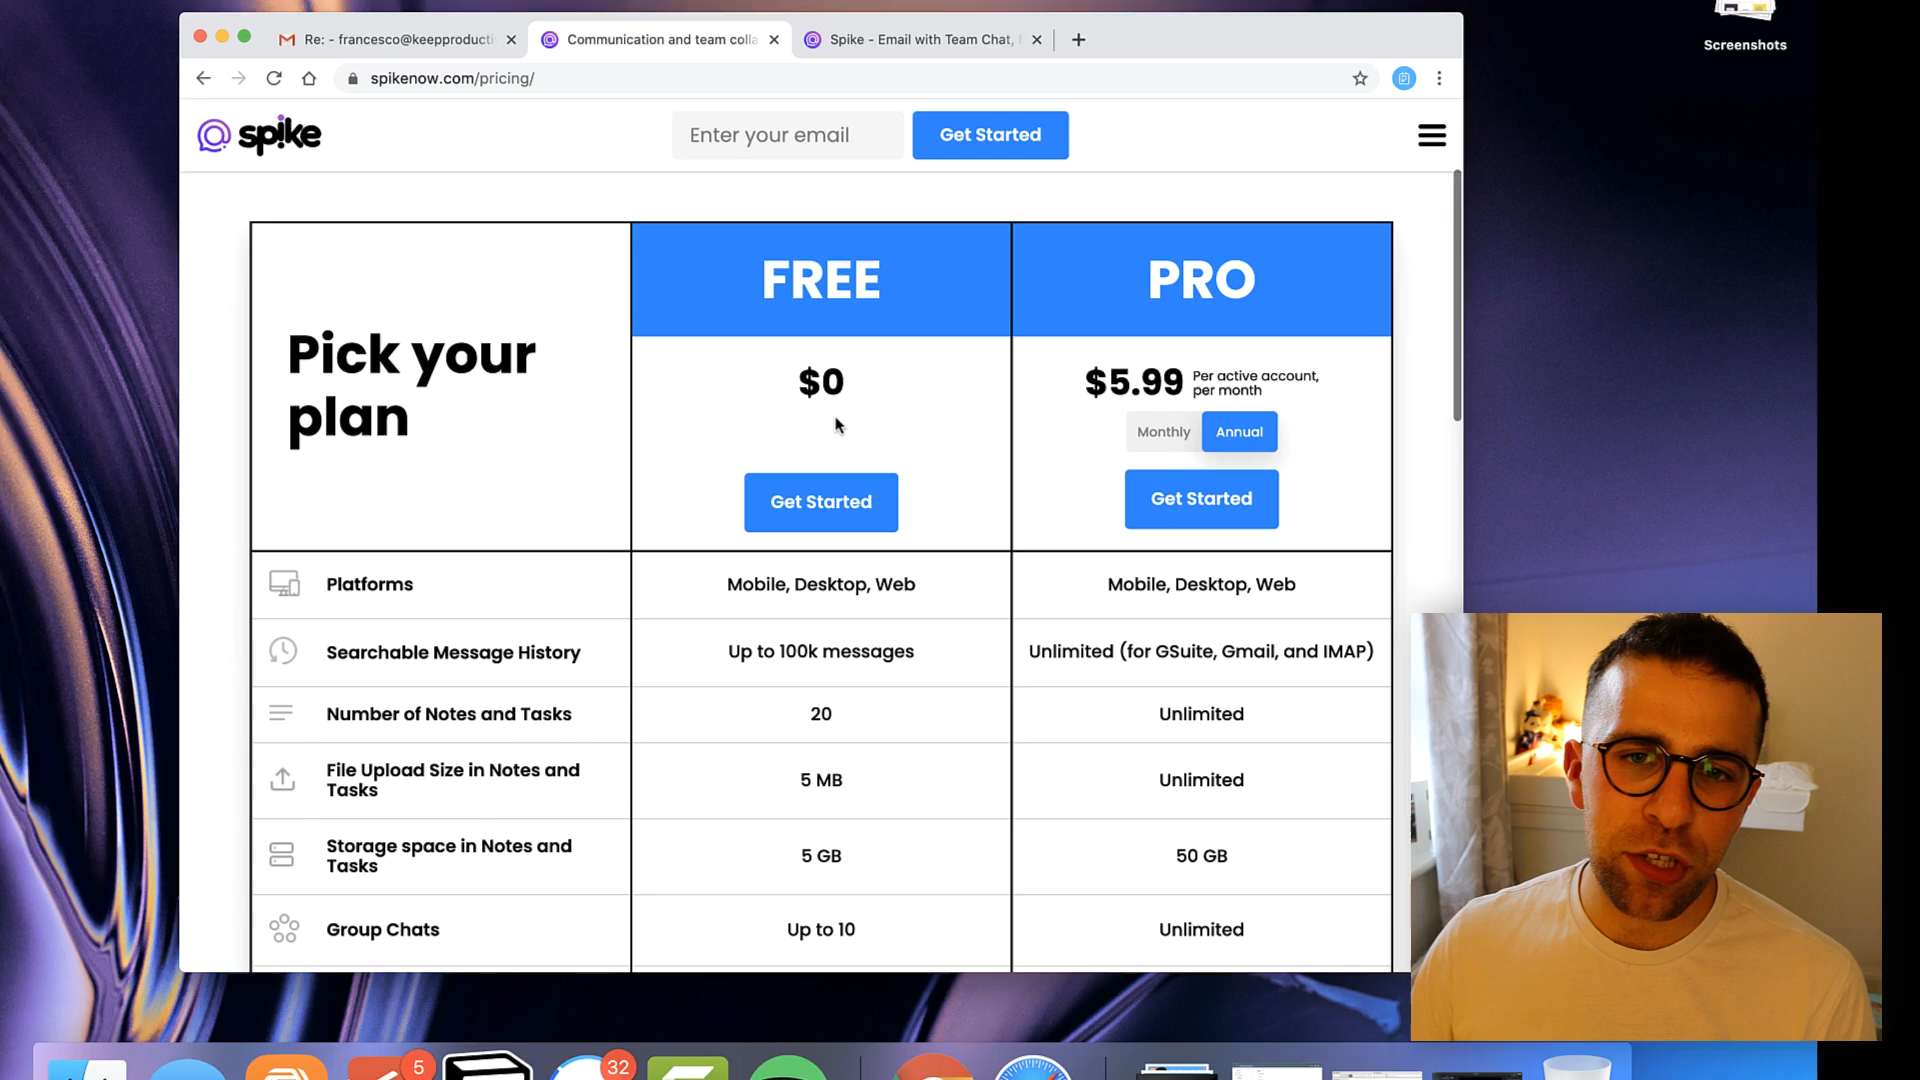 Screenshots
Re: - francesco@keepproducti
Communication and team colla
Spike - Email with Team Chat,
spikenow.com/pricing/
spike
Enter your email
Get Started
Pick your
plan
FREE
PRO
$0
$5.99
Per active account,
per month
Monthly
Annual
Get Started
Get Started
Platforms
Mobile, Desktop, Web
Mobile, Desktop, Web
Searchable Message History
Up to 100k messages
Unlimited (for GSuite, Gmail, and IMAP)
Number of Notes and Tasks
20
Unlimited
File Upload Size in Notes and
Tasks
5 MB
Unlimited
Storage space in Notes and
Tasks
5 GB
50 GB
Group Chats
Up to 10
Unlimited
5
32